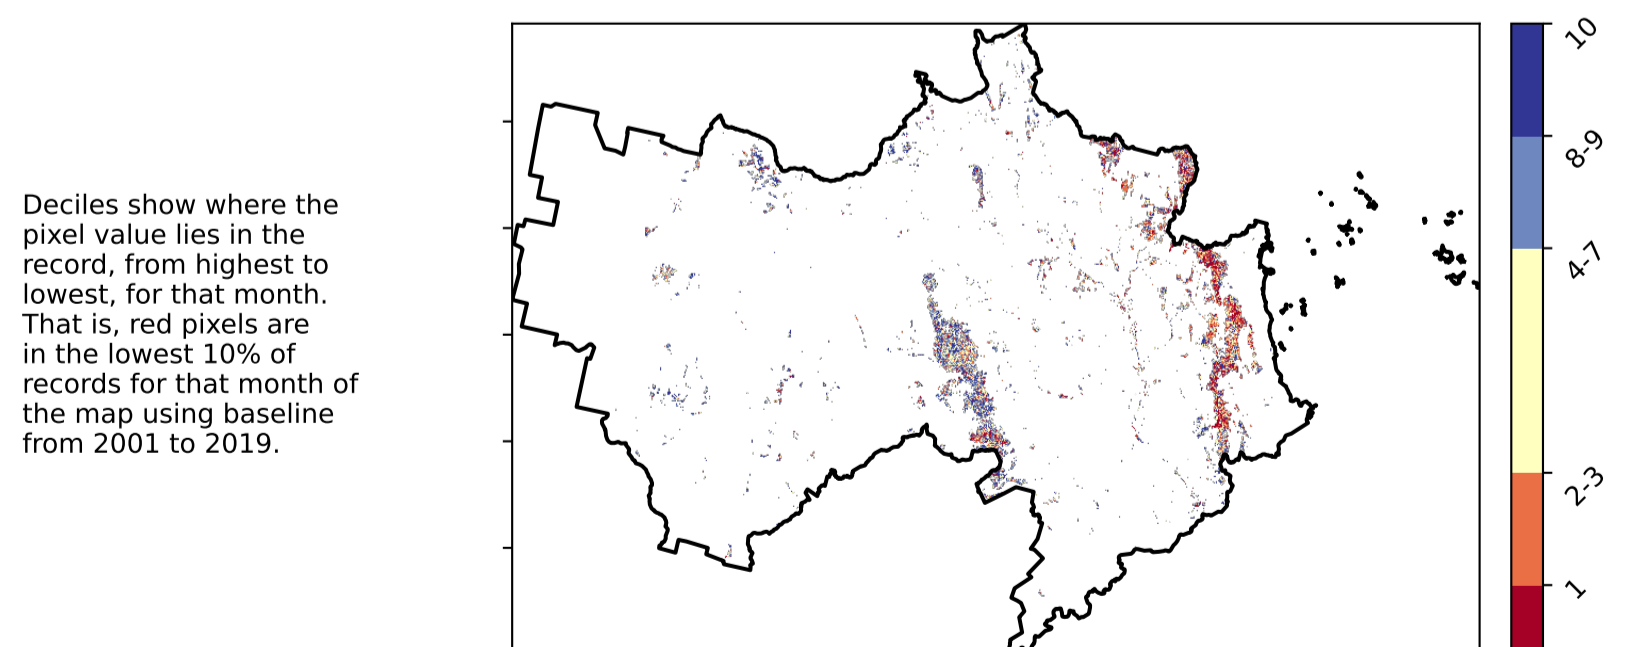 Deciles show where the
pixel value lies in the
record, from highest to
lowest, for that month.
That is, red pixels are
in the lowest 10% of
records for that month of
the map using baseline
from 2001 to 2019.
10
8-9
4-7
2-3
1